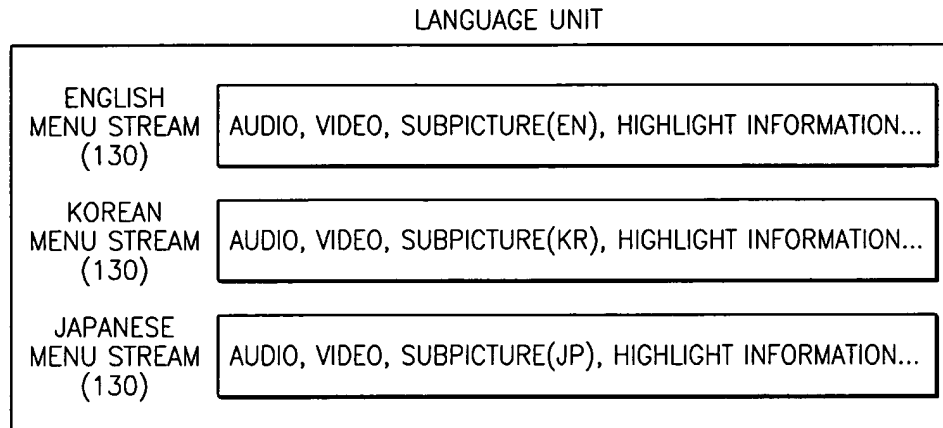 LANGUAGE UNIT
ENGLISH
MENU STREAM
(130)
AUDIO, VIDEO, SUBPICTURE(EN), HIGHLIGHT INFORMATION...
KOREAN
MENU STREAM
(130)
AUDIO, VIDEO, SUBPICTURE(KR), HIGHLIGHT INFORMATION...
JAPANESE
MENU STREAM
(130)
AUDIO, VIDEO, SUBPICTURE(JP), HIGHLIGHT INFORMATION...